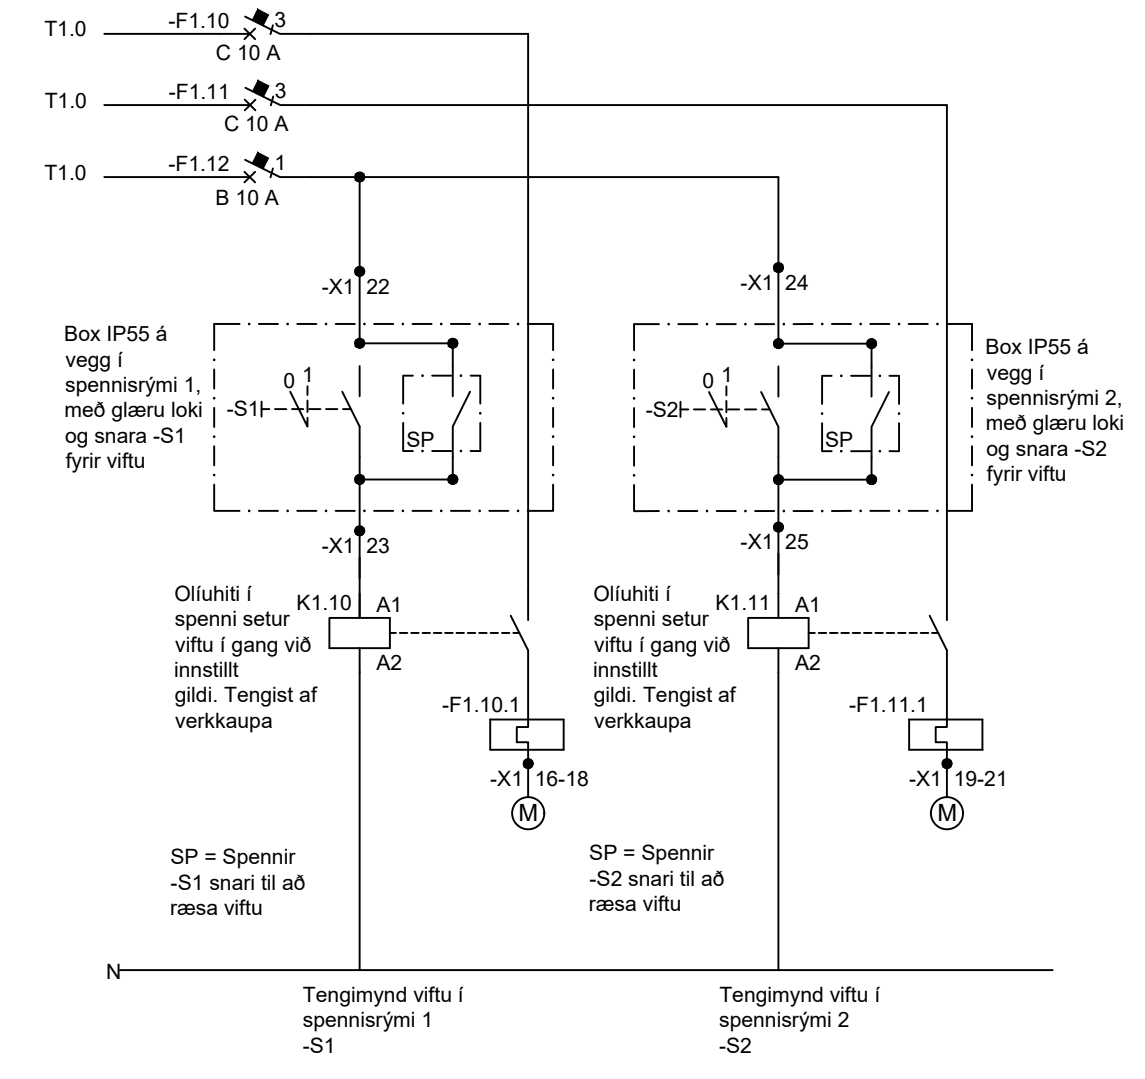 T1.0
-F1.10
3
C 10 A
T1.0
-F1.11
3
C 10 A
T1.0
-F1.12
1
B 10 A
-X1 22
-X1 24
Box IP55 á
vegg í
spennisrými 1,
með glæru loki
og snara -S1
fyrir viftu
0 1
-S1
SP
0 1
-S2
SP
Box IP55 á
vegg í
spennisrými 2,
með glæru loki
og snara -S2
fyrir viftu
-X1 23
-X1 25
Olíuhiti í
spenni setur
viftu í gang við
innstillt
gildi. Tengist af
verkkaupa
K1.10 A1
A2
-F1.10.1
-X1 16-18
M
Olíuhiti í
spenni setur
viftu í gang við
innstillt
gildi. Tengist af
verkkaupa
K1.11 A1
A2
-F1.11.1
-X1 19-21
M
SP = Spennir
-S1 snari til að
ræsa viftu
SP = Spennir
-S2 snari til að
ræsa viftu
N
Tengimynd viftu í
spennisrými 1
-S1
Tengimynd viftu í
spennisrými 2
-S2